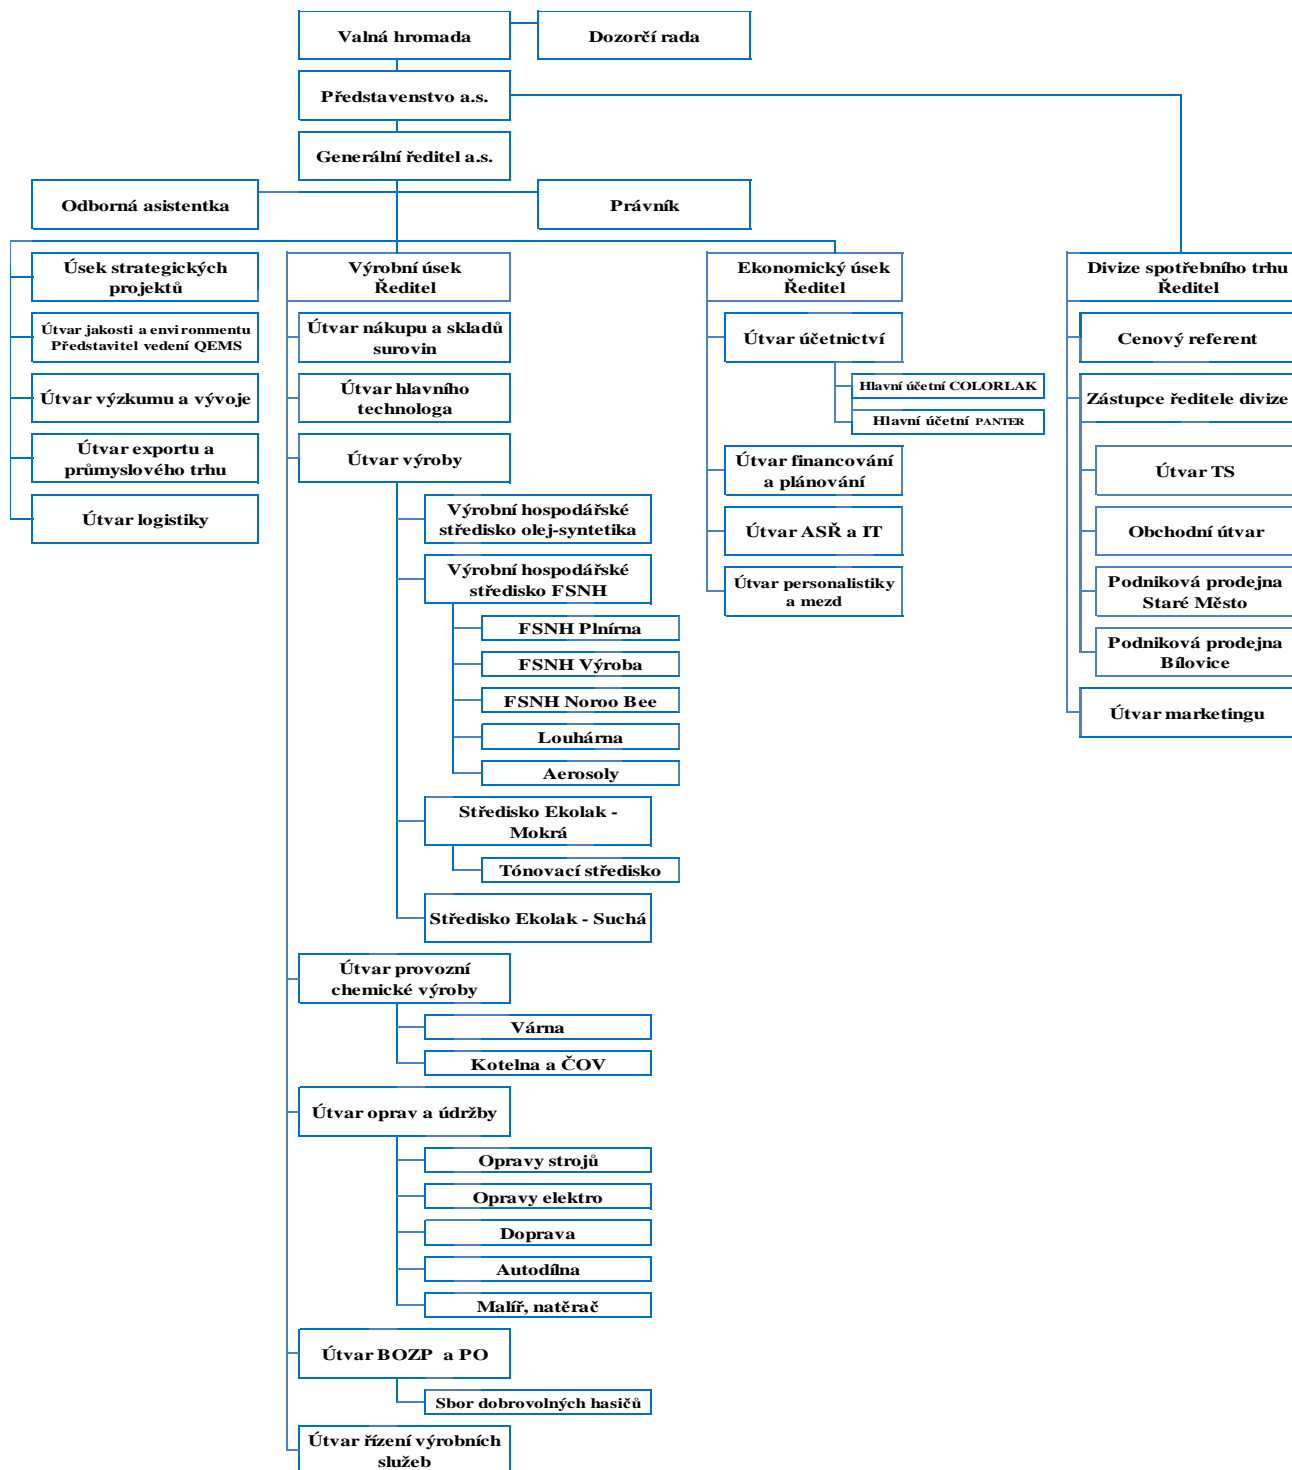 Valná hromada
Dozorčí rada
Představenstvo a.s.
Generální ředitel a.s.
Odborná asistentka
Právník
Úsek strategických
projektů
Útvar jakosti a environmentu
Představitel vedení QEMS
Útvar výzkumu a vývoje
Útvar exportu a
průmyslového trhu
Útvar logistiky
Výrobní úsek
Ředitel
Útvar nákupu a skladů
surovin
Útvar hlavního
technologa
Útvar výroby
Výrobní hospodářské
středisko olej-syntetika
Výrobní hospodářské
středisko FSNH
FSNH Plnírna
FSNH Výroba
FSNH Noroo Bee
Louhárna
Aerosoly
Středisko Ekolak -
Mokrá
Tónovací středisko
Středisko Ekolak - Suchá
Útvar provozní
chemické výroby
Várna
Kotelna a ČOV
Útvar oprav a údržby
Opravy strojů
Opravy elektro
Doprava
Autodílna
Malíř, natěrač
Útvar BOZP a PO
Sbor dobrovolných hasičů
Útvar řízení výrobních
služeb
Ekonomický úsek
Ředitel
Útvar účetnictví
Hlavní účetní COLORLAK
Hlavní účetní PANTER
Útvar financování
a plánování
Útvar ASŘ a IT
Útvar personalistiky
a mezd
Divize spotřebního trhu
Ředitel
Cenový referent
Zástupce ředitele divize
Útvar TS
Obchodní útvar
Podniková prodejna
Staré Město
Podniková prodejna
Bílovice
Útvar marketingu